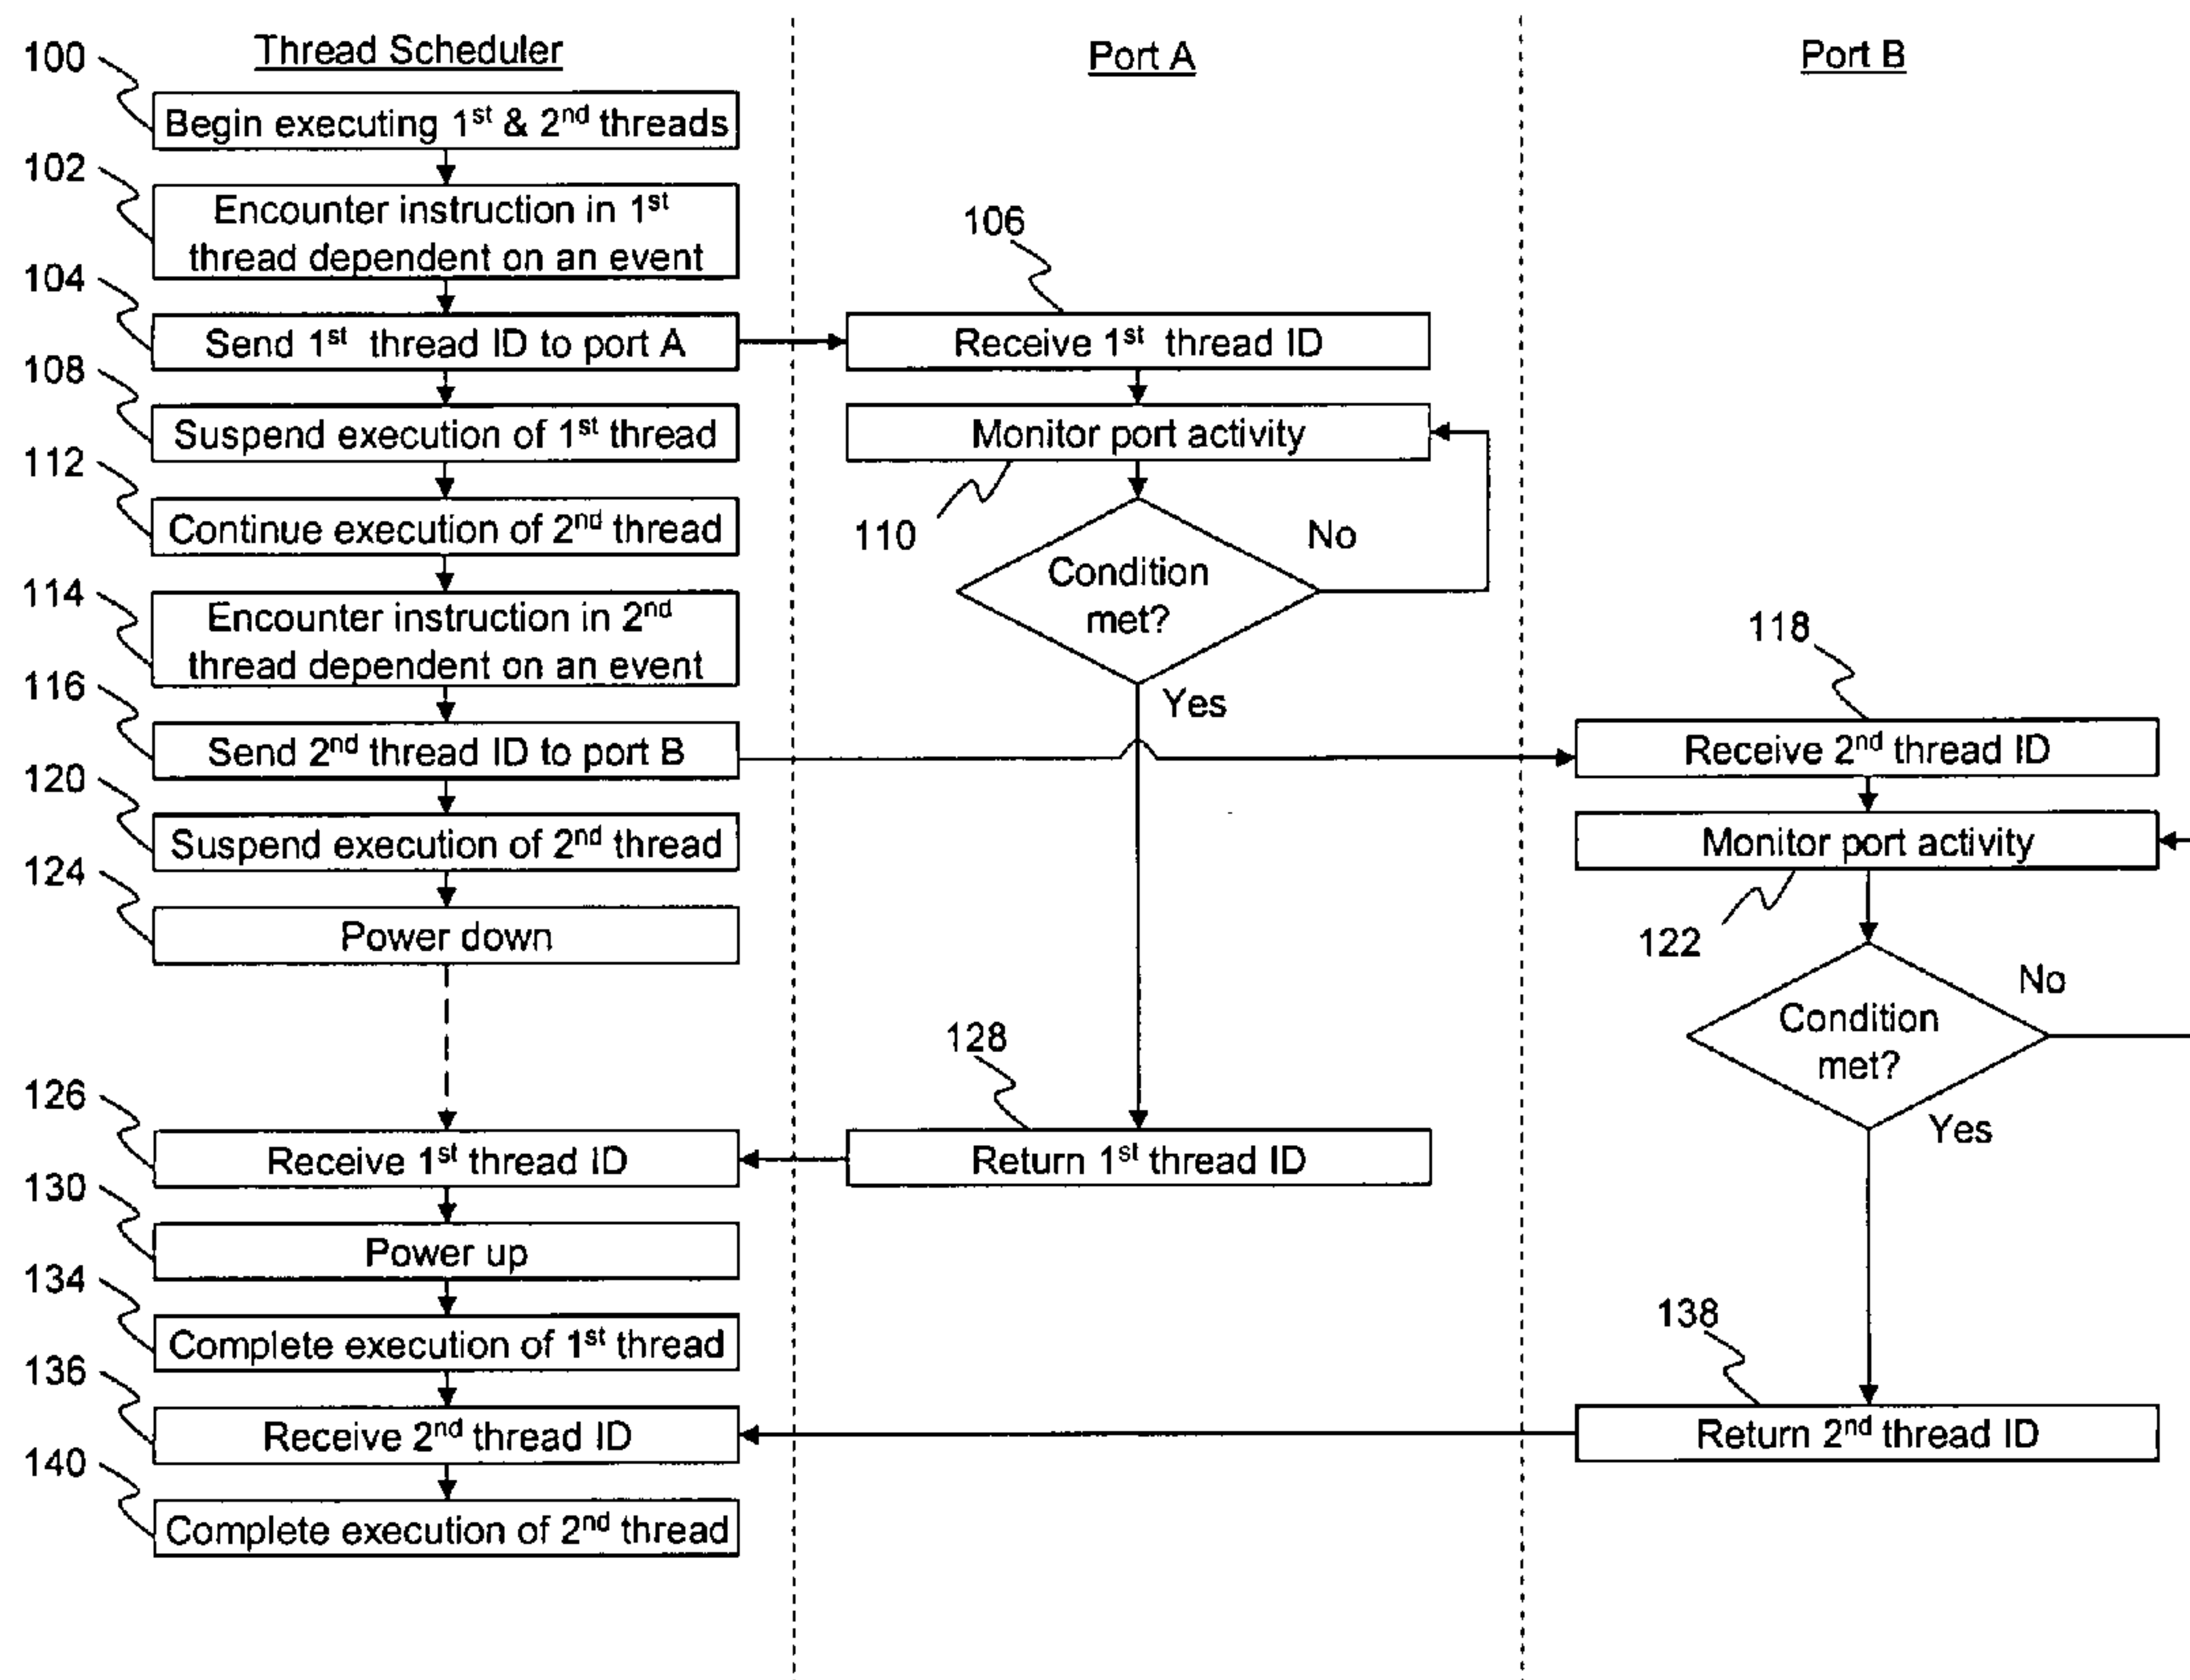 Thread Scheduler
100
Begin executing 1st & 2nd threads
102
Encounter instruction in 1st
thread dependent on an event
104
Send 1st thread ID to port A
108
Suspend execution of 1st thread
112
Continue execution of 2nd thread
114
Encounter instruction in 2nd
thread dependent on an event
116
Send 2nd thread ID to port B
120
Suspend execution of 2nd thread
124
Power down
126
Receive 1st thread ID
130
Power up
134
Complete execution of 1st thread
136
Receive 2nd thread ID
140
Complete execution of 2nd thread
Port A
106
Receive 1st thread ID
Monitor port activity
110
Condition
met?
No
Yes
128
Return 1st thread ID
Port B
118
Receive 2nd thread ID
Monitor port activity
122
Condition
met?
No
Yes
138
Return 2nd thread ID